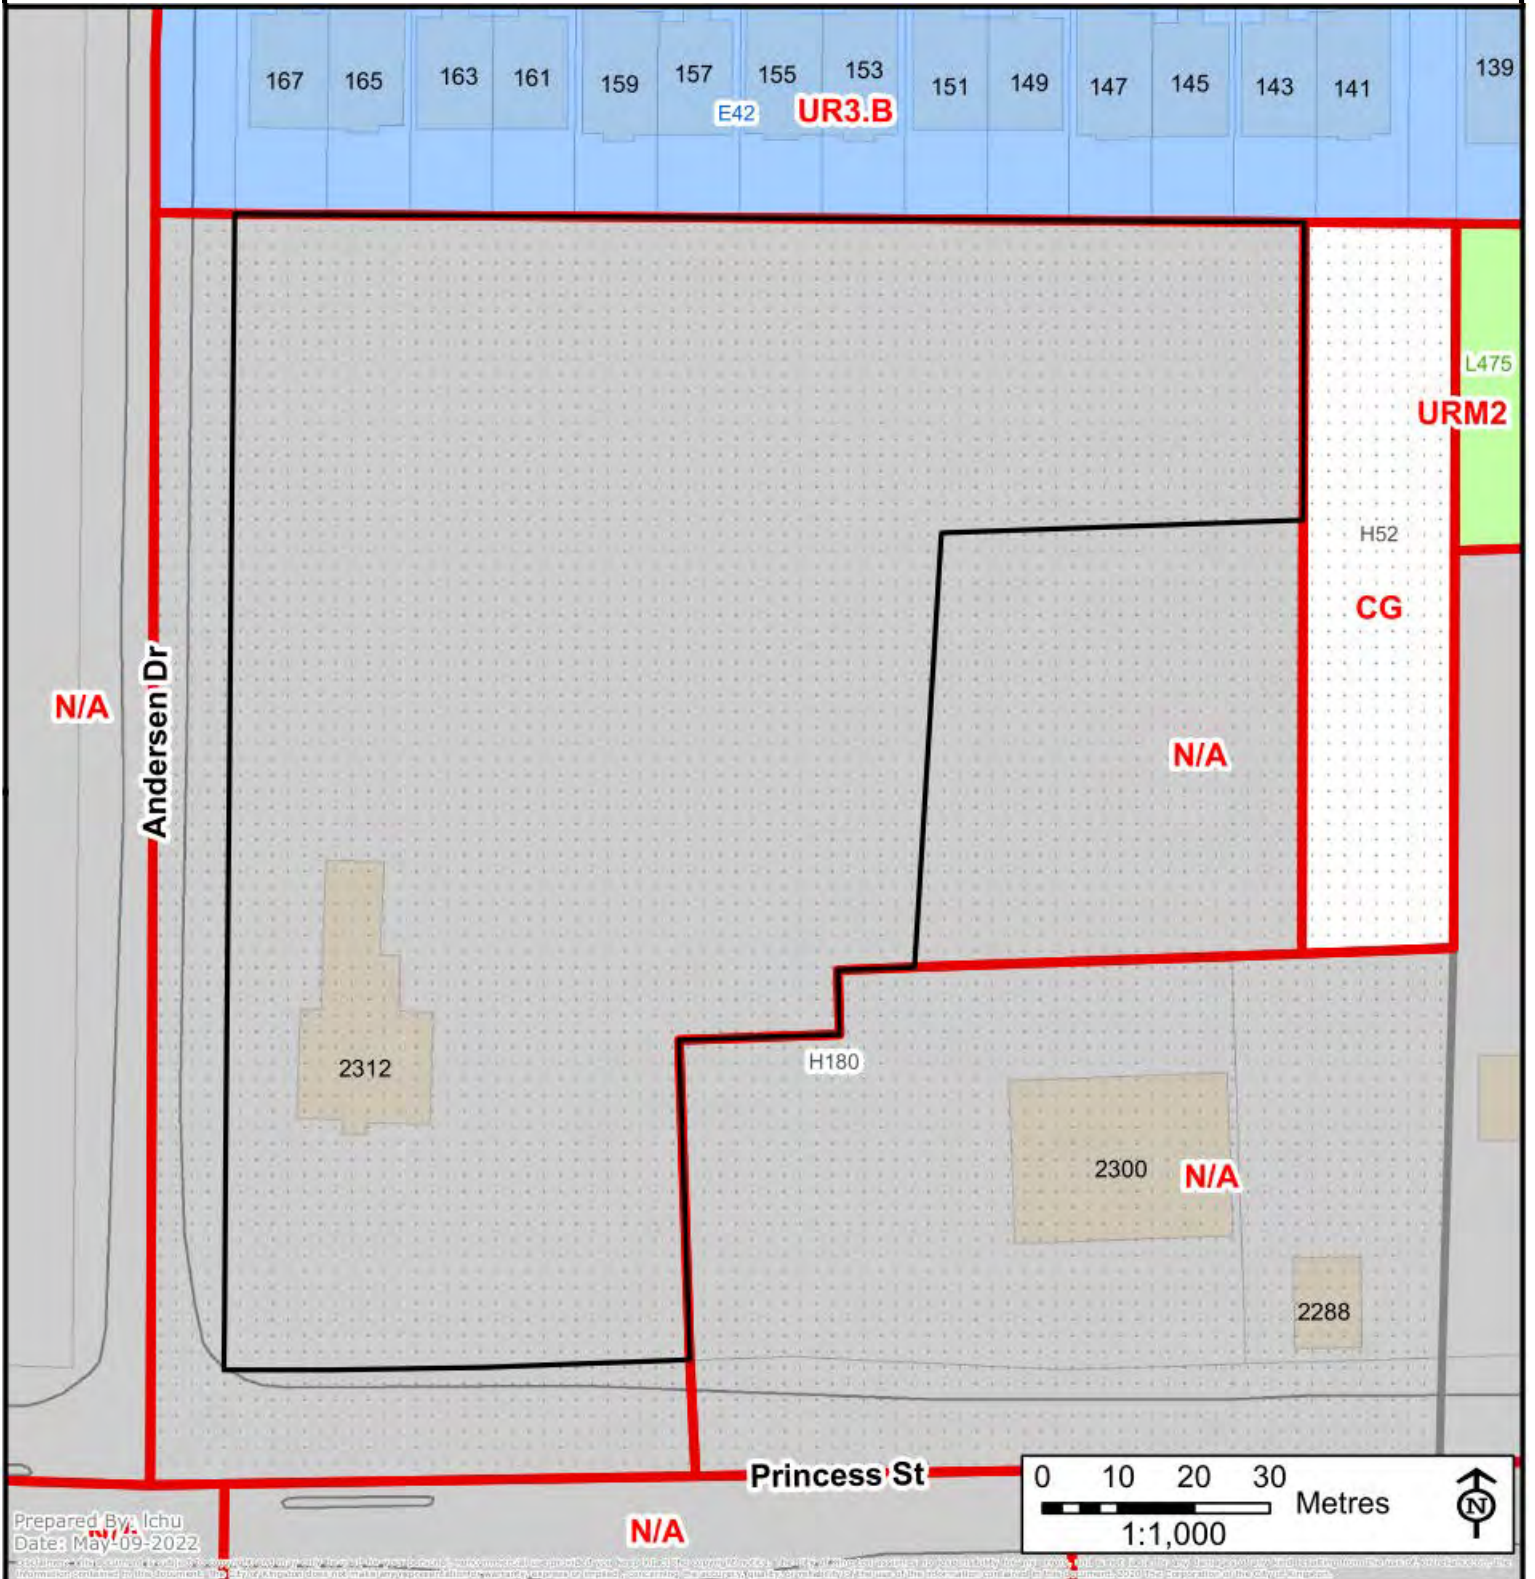 167 165 163 161 159 157 155 153 151 149 147 145 143 141 139
E42 UR3.B
L475
URM2
H52
CG
N/A
Andersen Dr
N/A
2312
H180
2300 N/A
2288
Princess St
0 10 20 30
Metres
1:1,000
N
Prepared By: lchu
N/A
N/A
Date: May-09-2022